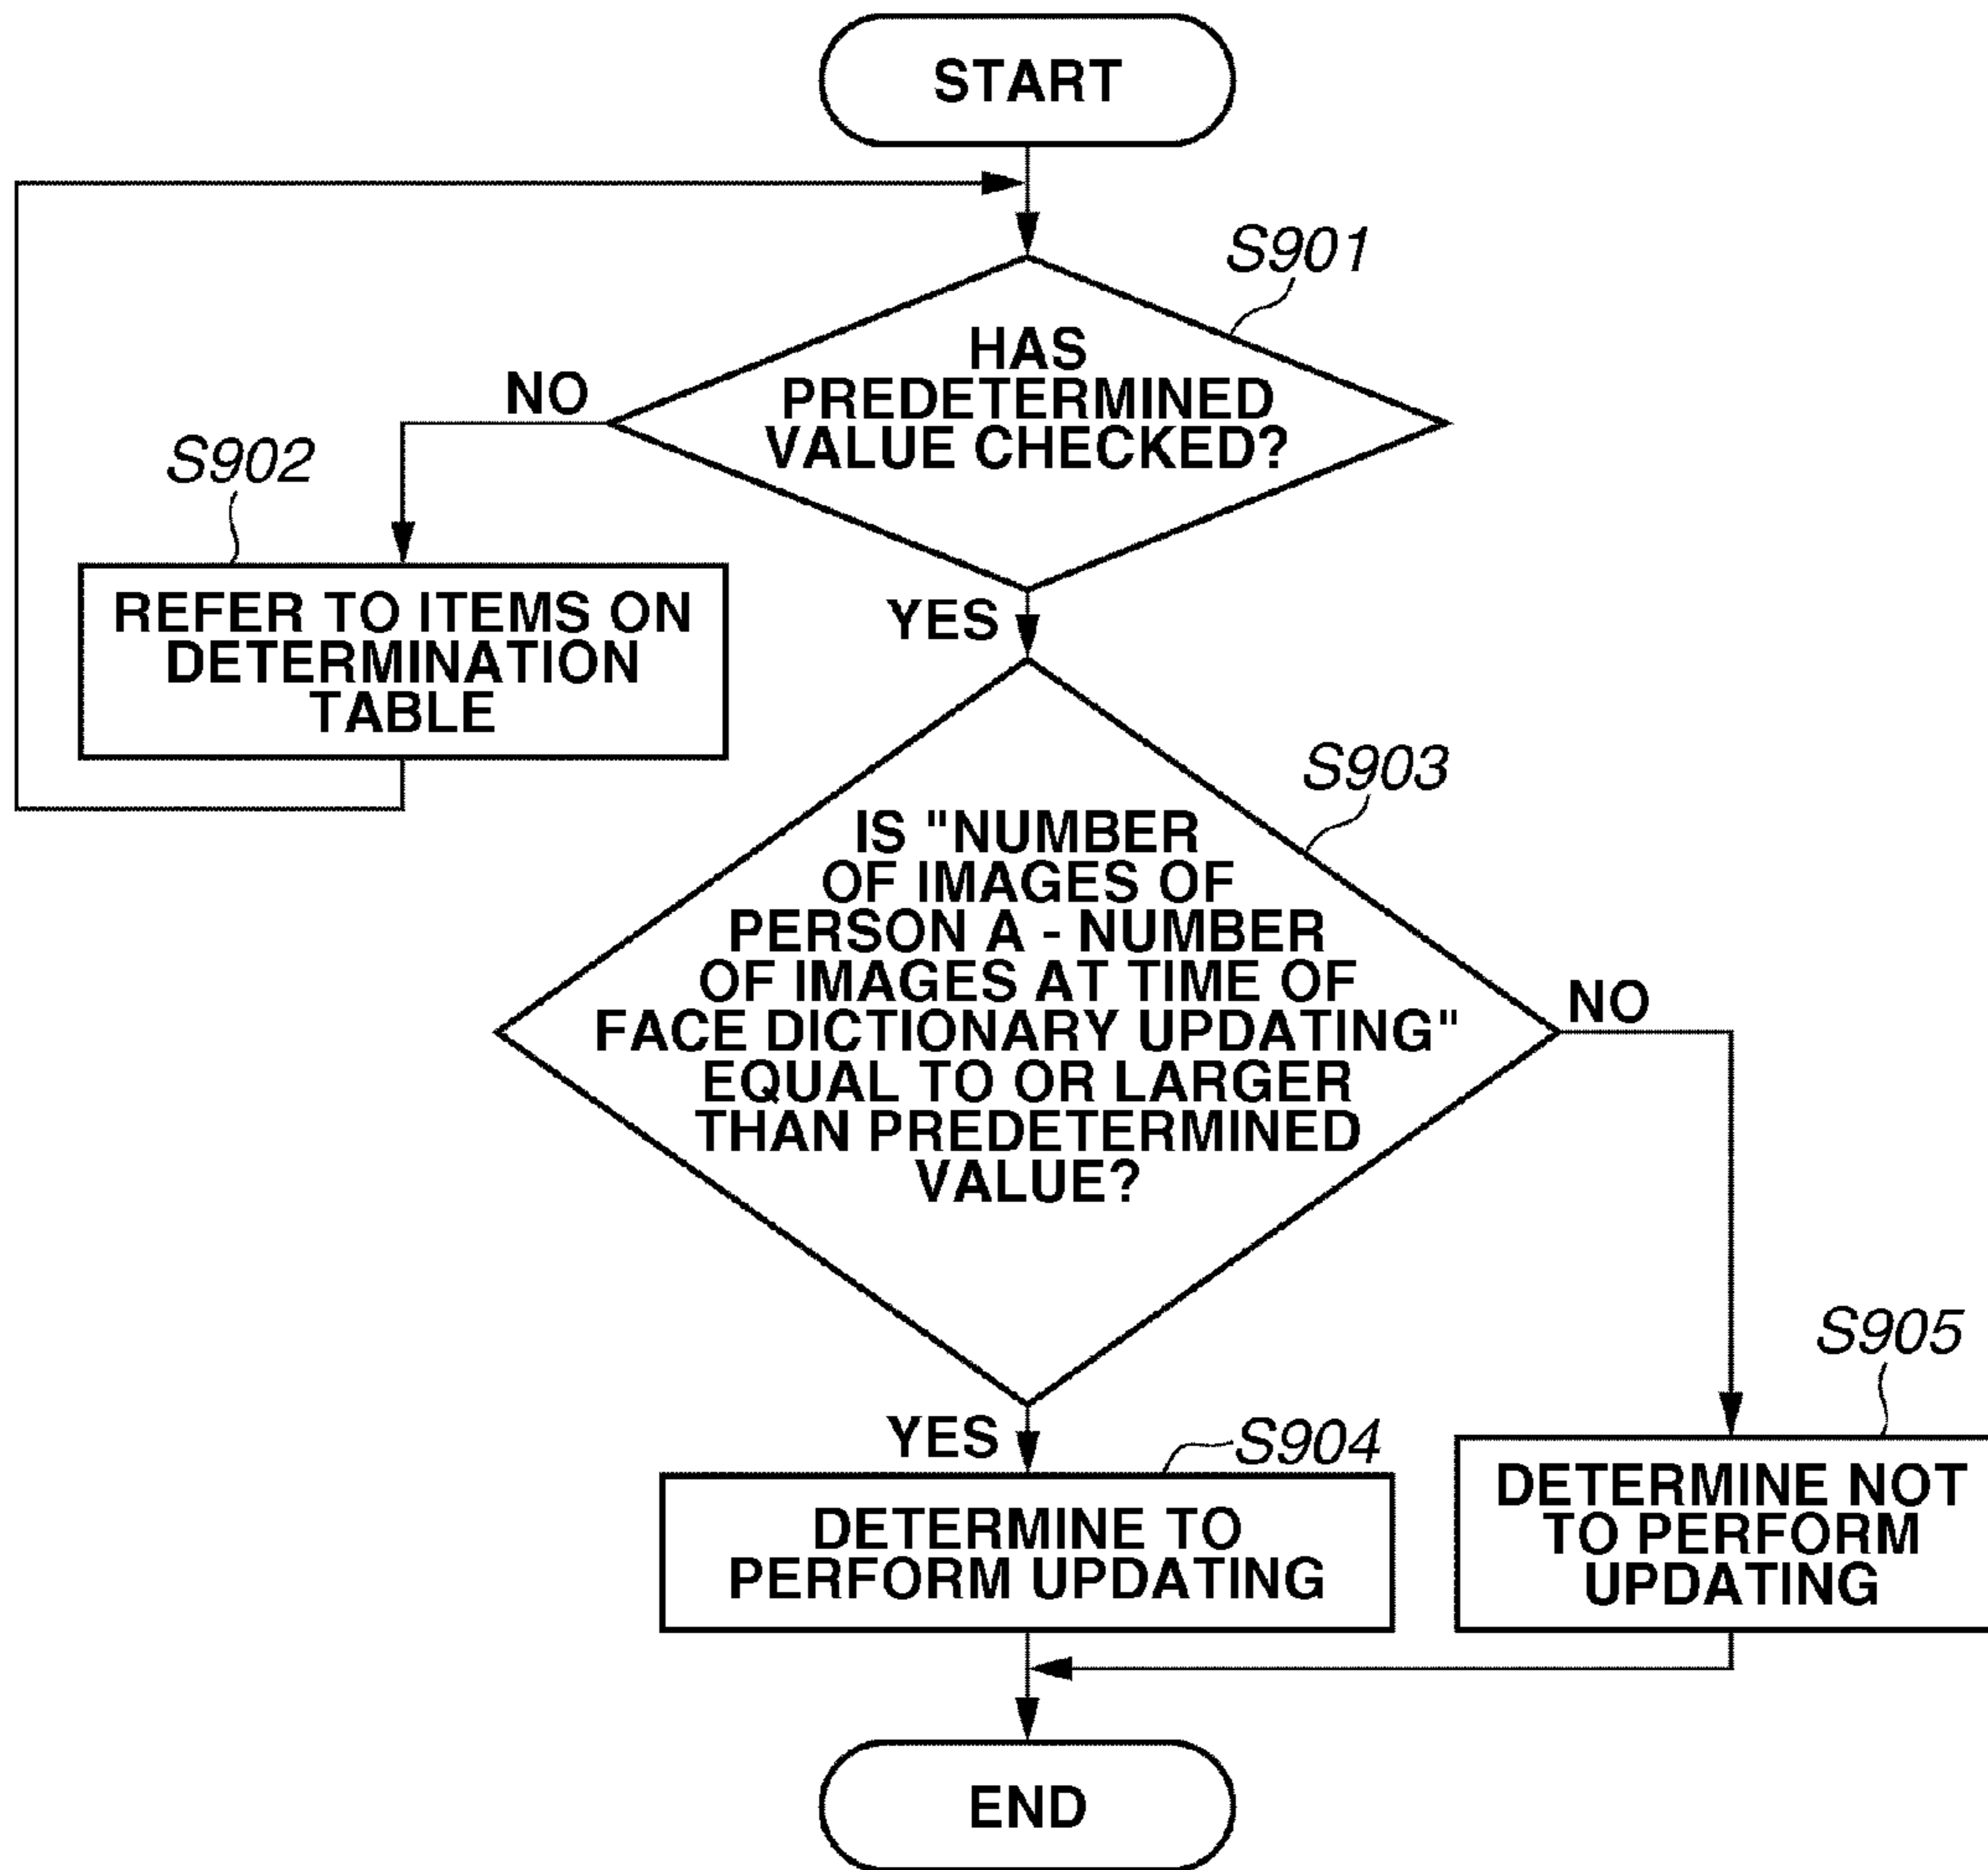 START
S901
HAS
PREDETERMINED
VALUE CHECKED?
NO
S902
REFER TO ITEMS ON
DETERMINATION
TABLE
YES
S903
IS "NUMBER
OF IMAGES OF
PERSON A - NUMBER
OF IMAGES AT TIME OF
FACE DICTIONARY UPDATING"
EQUAL TO OR LARGER
THAN PREDETERMINED
VALUE?
NO
YES
S904
DETERMINE TO
PERFORM UPDATING
S905
DETERMINE NOT
TO PERFORM
UPDATING
END